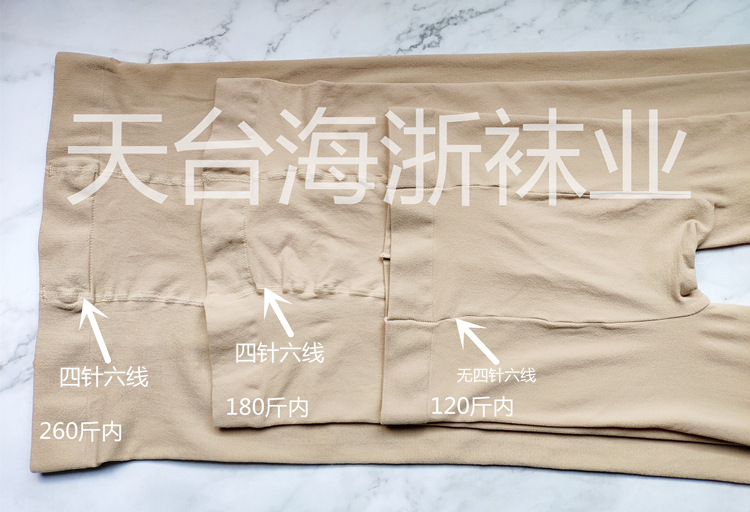 天台海浙袜业
四针六线
260斤内
四针六线
180斤内
无四针六线
120斤内